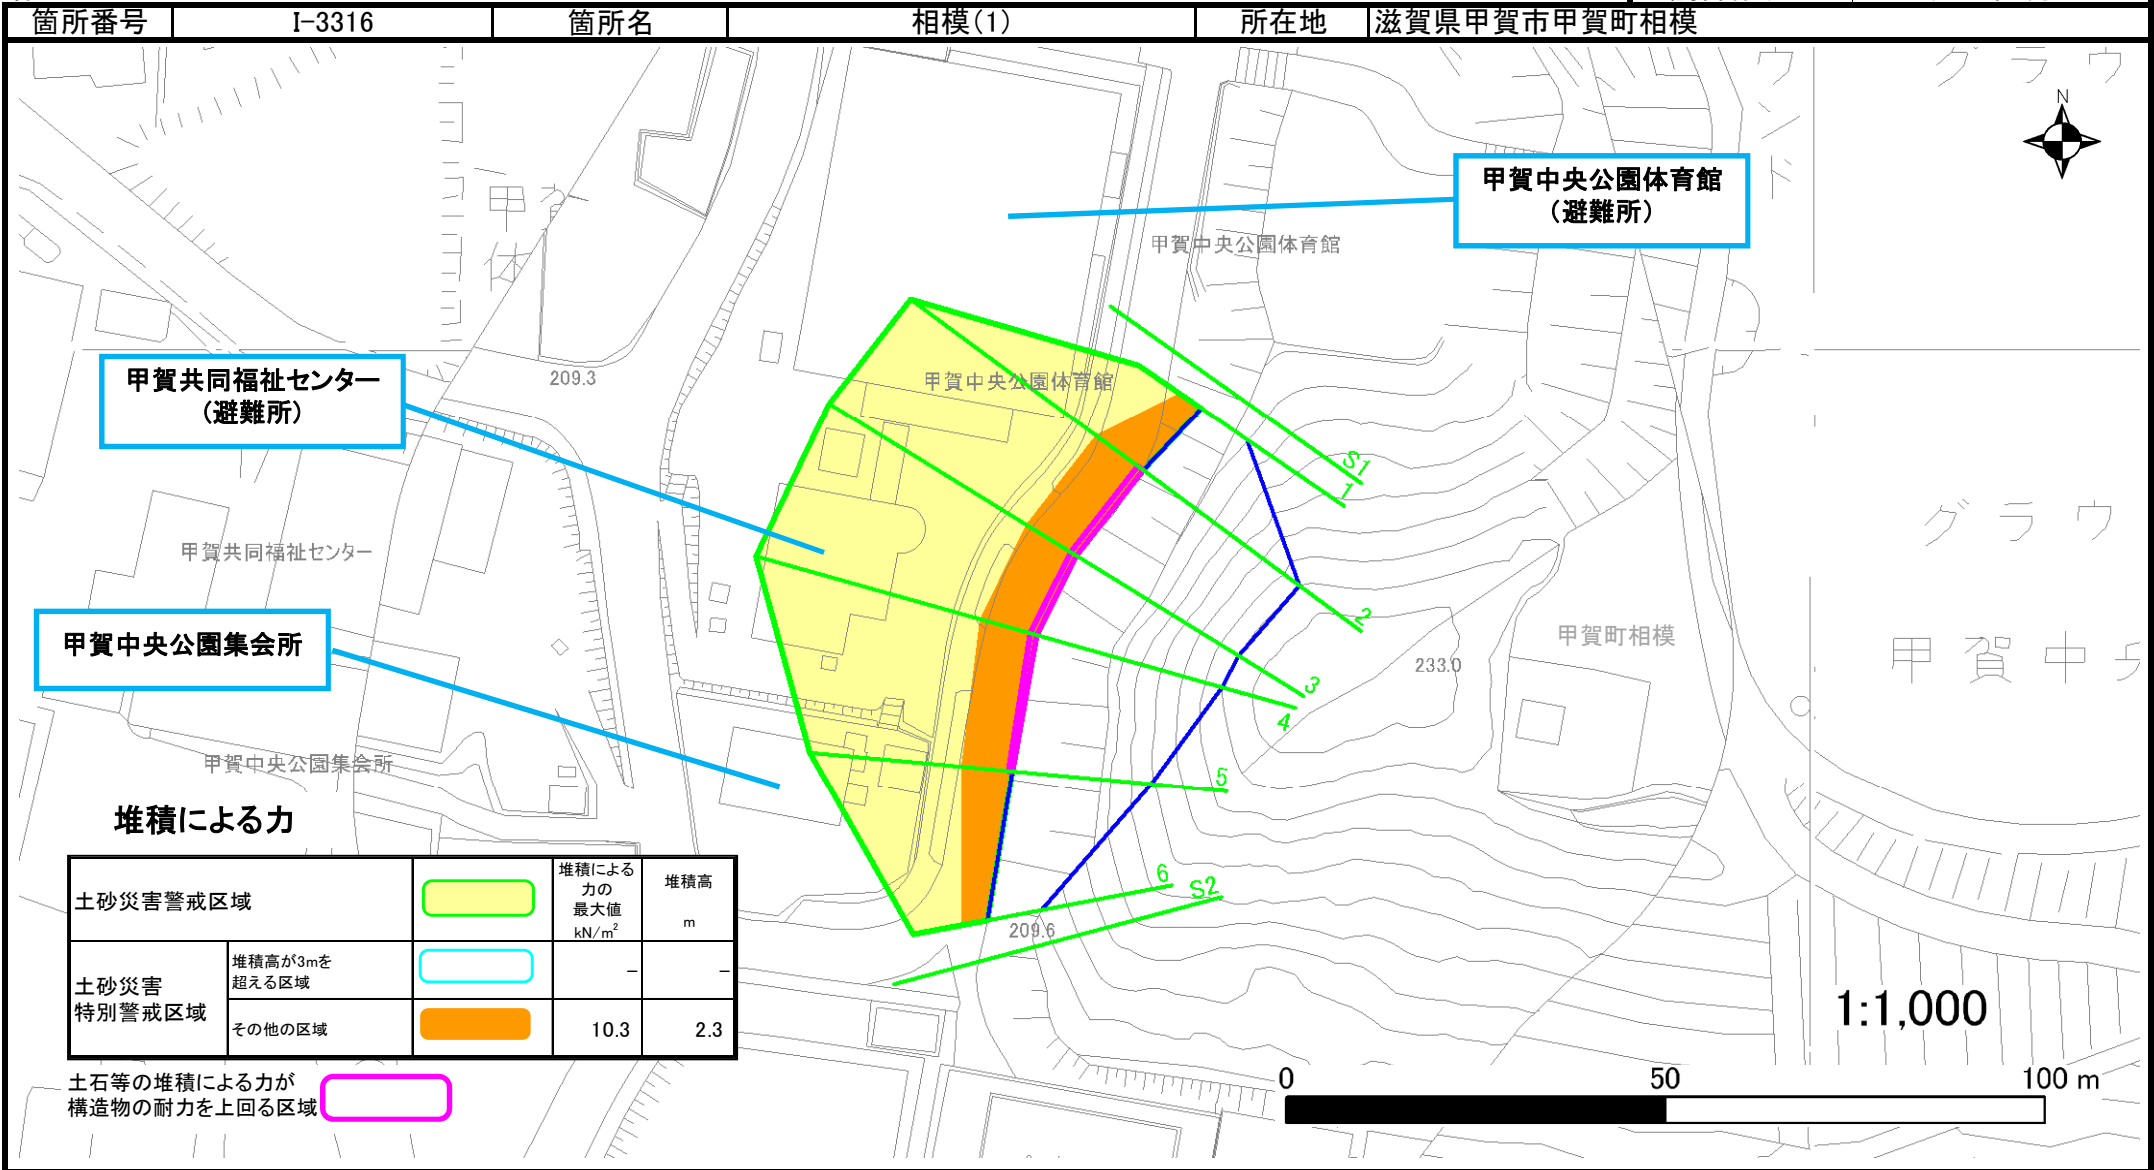 箇所番号 I-3316 箇所名 相模(1) 所在地 滋賀県甲賀市甲賀町相模
グラウ
ド
N
甲賀中央公園体育館
(避難所)
甲賀中央公園体育館
甲
体
甲賀共同福祉センター
(避難所)
209.3
甲賀中央公園体育館
S1
1
グラウ
甲賀共同福祉センター
2
甲賀中央公園集会所
甲賀町相模
甲賀中
233.0
3
4
甲賀中央公園集会所
5
堆積による力
6
S2
209.6
土砂災害警戒区域
堆積による
力の
最大値
kN/m²
堆積高
m
土砂災害
特別警戒区域
堆積高が3mを
超える区域
–
–
その他の区域
10.3
2.3
土石等の堆積による力が
構造物の耐力を上回る区域
1:1,000
0 50 100 m